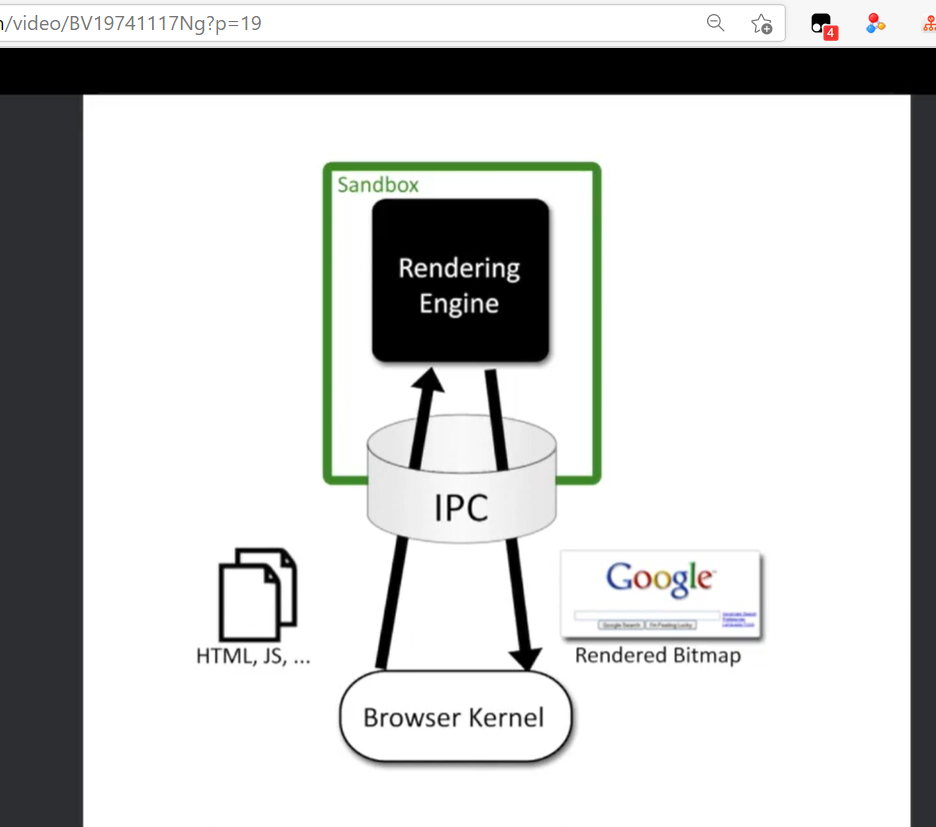 /video/BV19741117Ng?p=19
4
Sandbox
Rendering
Engine
IPC
Google
Google Search
I'm Feeling Lucky
HTML, JS, ...
Rendered Bitmap
Browser Kernel